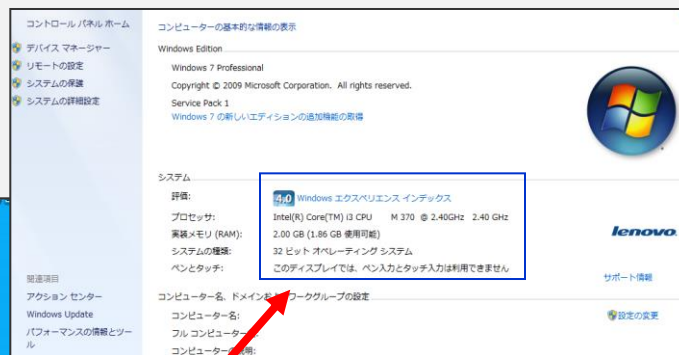 コントロール パネル ホーム
デバイス マネージャー
リモートの設定
システムの保護
システムの詳細設定
コンピューターの基本的な情報の表示
Windows Edition
Windows 7 Professional
Copyright © 2009 Microsoft Corporation. All rights reserved.
Service Pack 1
Windows 7 の新しいエディションの追加機能の取得
システム
評価: 4.0 Windows エクスペリエンス インデックス
プロセッサ: Intel(R) Core(TM) i3 CPU M 370 @ 2.40GHz 2.40 GHz
実装メモリ (RAM): 2.00 GB (1.86 GB 使用可能)
システムの種類: 32 ビット オペレーティング システム
ペンとタッチ: このディスプレイでは、ペン入力とタッチ入力は利用できません
lenovo
サポート情報
関連項目
アクション センター
Windows Update
パフォーマンスの情報とツー
ル
コンピューター名、ドメインおよびワークグループの設定
コンピューター名:
設定の変更
フル コンピューター
コンピューターの説明: